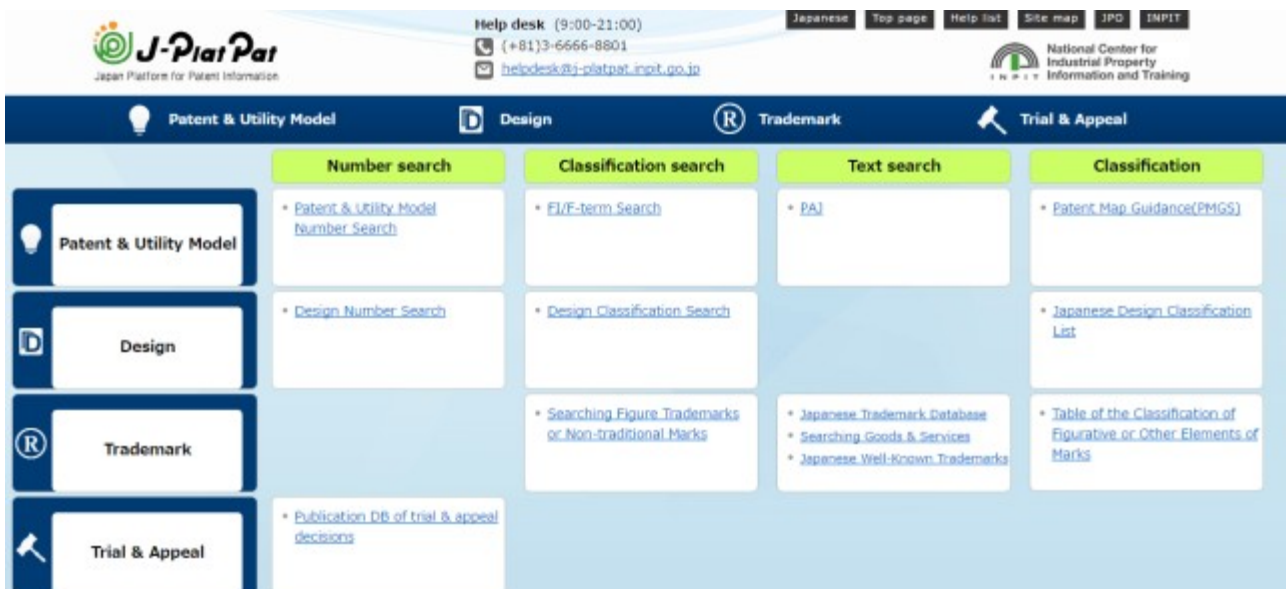 J-PlatPat
Japan Platform for Patent Information
Help desk (9:00-21:00)
(+81)3-6666-8801
helpdesk@j-platpat.inpit.go.jp
Japanese Top page Help list Site map JPO INPIT
INPIT
National Center for
Industrial Property
Information and Training
Patent & Utility Model Design Trademark Trial & Appeal
Number search Classification search Text search Classification
Patent & Utility Model
• Patent & Utility Model
Number Search
• FI/F-term Search
• PAJ
• Patent Map Guidance(PMGS)
D
Design
• Design Number Search
• Design Classification Search
• Japanese Design Classification
List
R
Trademark
• Searching Figure Trademarks
or Non-traditional Marks
• Japanese Trademark Database
• Searching Goods & Services
• Japanese Well-Known Trademarks
• Table of the Classification of
Figurative or Other Elements of
Marks
Trial & Appeal
• Publication DB of trial & appeal
decisions